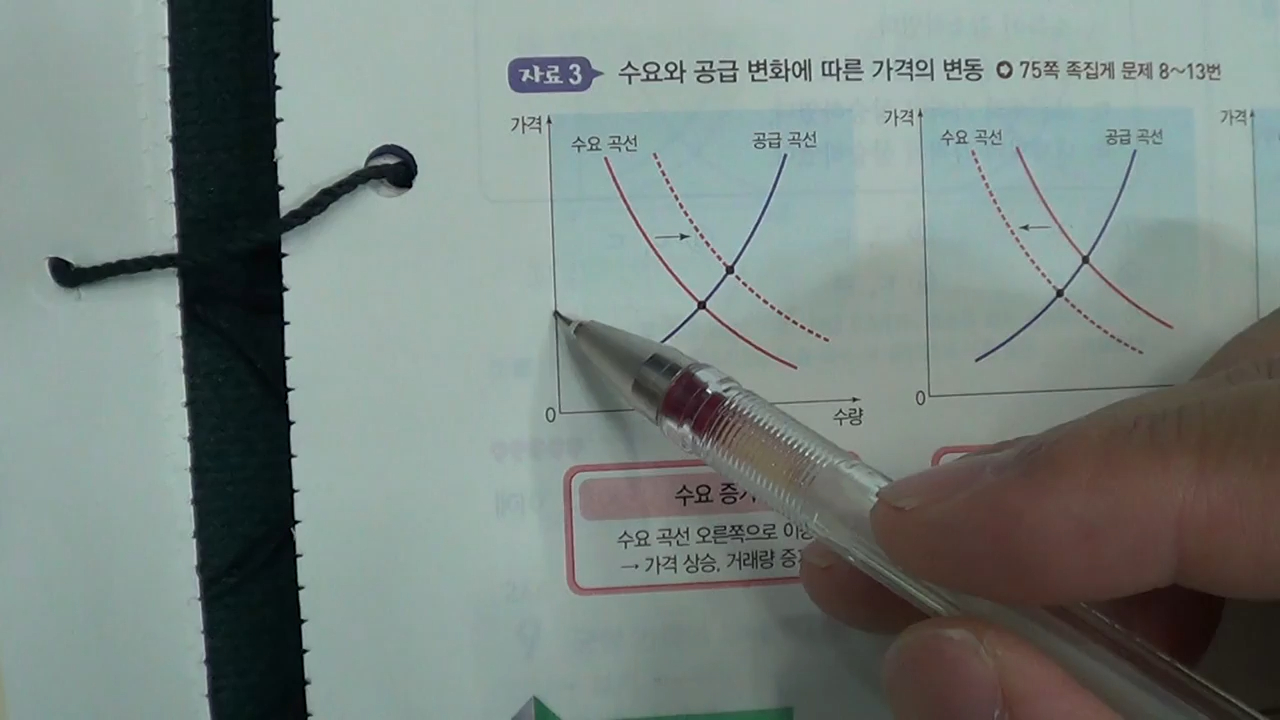 자료 3 수요와 공급 변화에 따른 가격의 변동 ➲ 75쪽 족집게 문제 8~13번
가격
수요 곡선
공급 곡선
0
수량
가격
수요 곡선
공급 곡선
0
가격
수요
수요 곡선 오른쪽으로
→ 가격 상승, 거래량